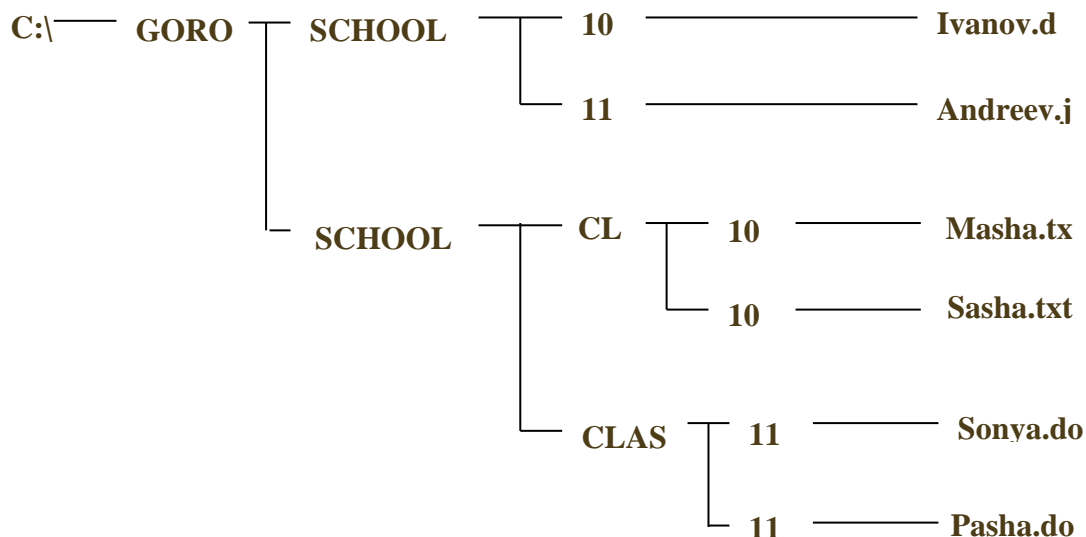 C:\ GORO SCHOOL 10 Ivanov.d
11 Andreev.j
SCHOOL CL 10 Masha.tx
10 Sasha.txt
CLAS 11 Sonya.do
11 Pasha.do